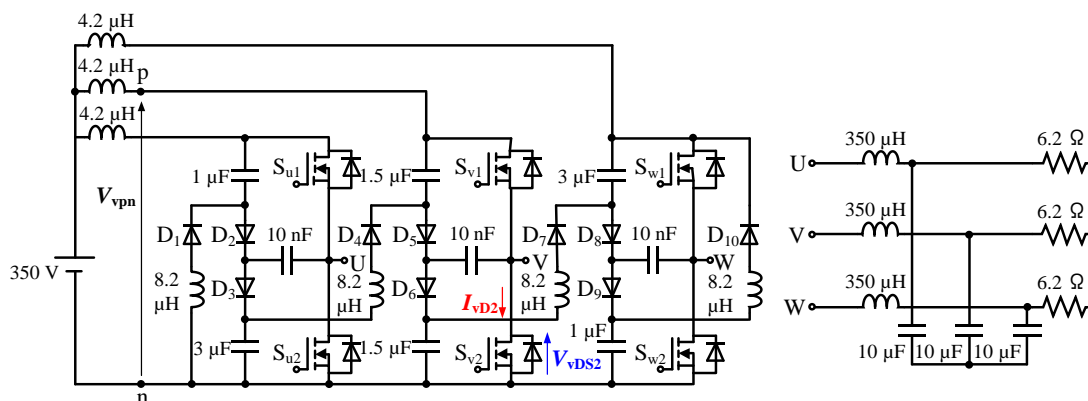 4.2 µH
4.2 µH
p
4.2 µH
V_vpn
350 V
n
1 µF
S_u1
D_1
D_2
10 nF
D_4
U
8.2 µH
D_3
8.2 µH
3 µF
S_u2
1.5 µF
S_v1
D_5
10 nF
D_7
V
D_6
8.2 µH
I_vD2
1.5 µF
S_v2
V_vDS2
3 µF
S_w1
D_8
10 nF
D_10
W
D_9
8.2 µH
1 µF
S_w2
350 µH
6.2 Ω
U
350 µH
6.2 Ω
V
350 µH
6.2 Ω
W
10 µF
10 µF
10 µF